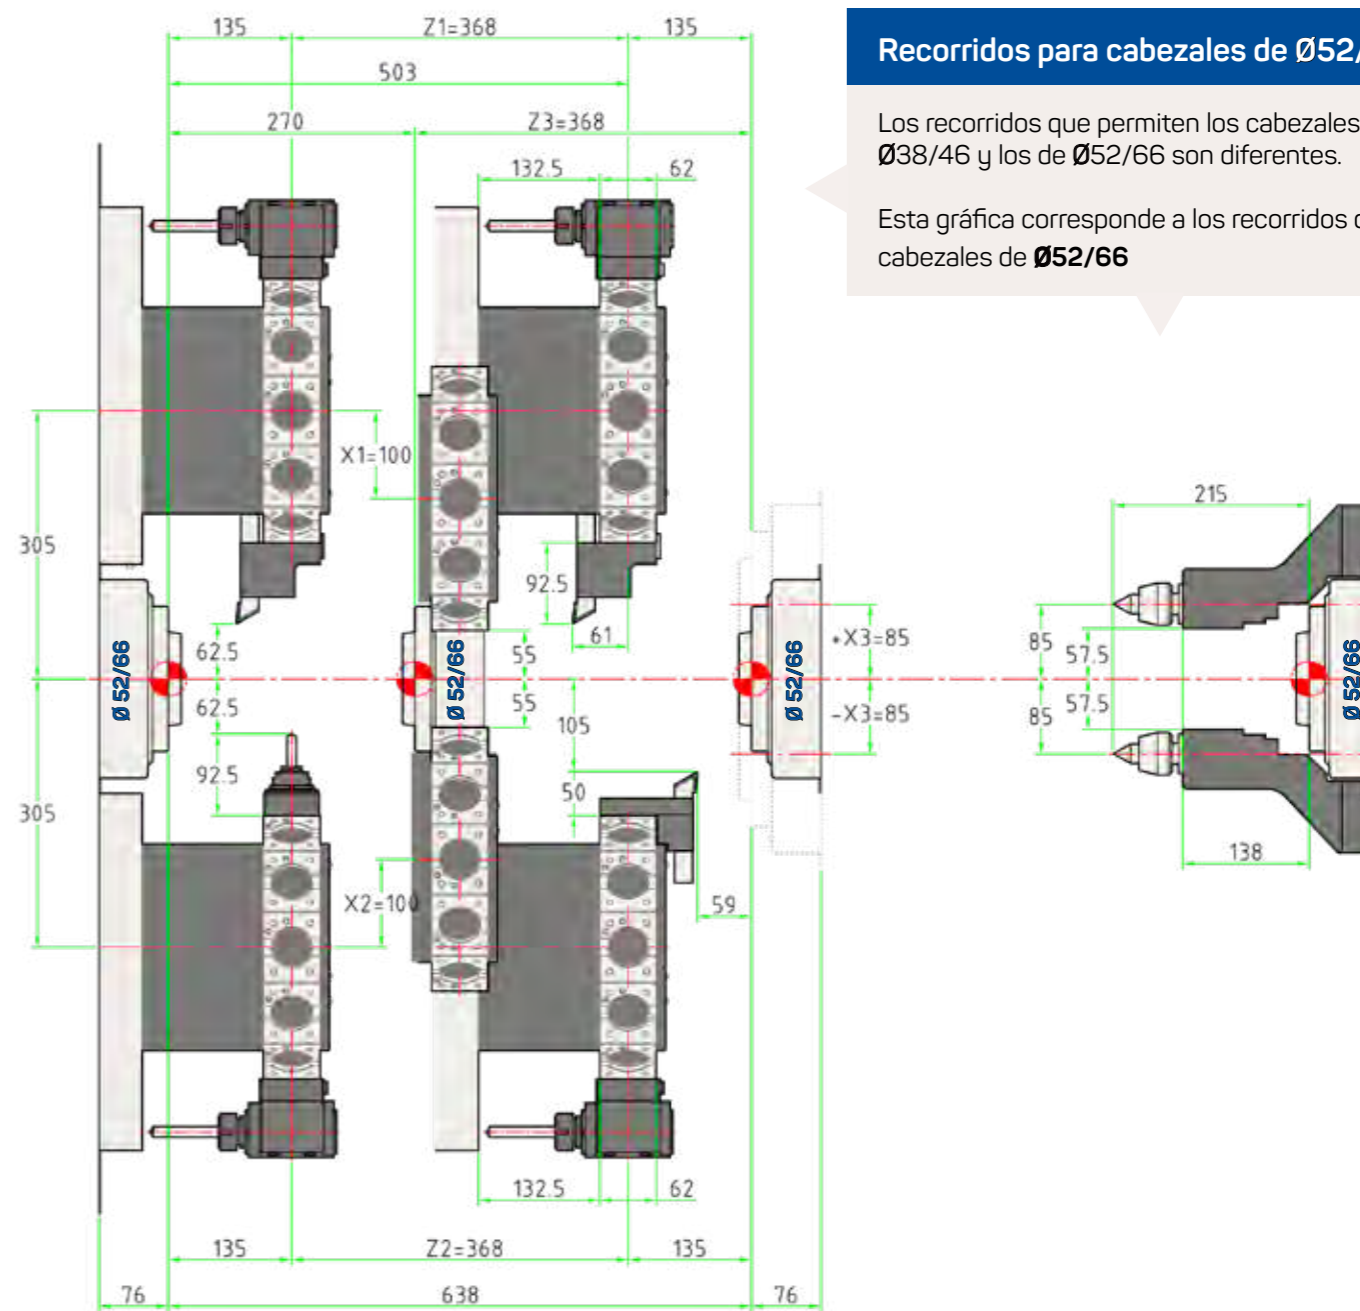 135 Z1=368 135
503
270 Z3=368
132.5 62
Recorridos para cabezales de Ø52/
Los recorridos que permiten los cabezales
Ø38/46 y los de Ø52/66 son diferentes.
Esta gráfica corresponde a los recorridos
cabezales de Ø52/66
X1=100
305
92.5
61
62.5
55
Ø 52/66
Ø 52/66
Ø 52/66
+X3=85
-X3=85
62.5
55
105
92.5
50
305
X2=100
59
215
85
57.5
57.5
85
Ø 52/66
138
132.5 62
135 Z2=368 135
76 638 76